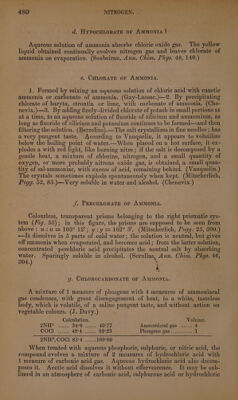 480 NITROGEN.
d. HYPOCHLORATE OF AMMONIA?
Aqueous solution of ammonia absorbs chloric oxide gas. The yellow
liquid obtained continually evolves nitrogen gas and leaves chlorate of
ammonia on evaporation. (Soubeiran, Ann. Chim. Phys. 48, 140.)
e. CHLORATE OF AMMONIA.
1. Formed by mixing an aqueous solution of chloric acid with caustic
ammonia or carbonate of ammonia. (Gay-Lussac.)—2. By precipitating
chlorate of baryta, strontia, or lime, with carbonate of ammonia. (Che-
nevix.)—3. By adding finely-divided chlorate of potash in small portions at
at a time, to an aqueous solution of fluoride of silicium and ammonium, as
long as fluoride of silicium and potassium continues to be formed—and then
filtering the solution. (Berzelius.)—The salt crystallizes in fine needles; has
a very pungent taste. According to Vauquelin, it appears to volatilize
below the boiling point of water.—When placed on a hot surface, it ex-
plodes with a red light, like burning nitre; if the salt is decomposed by a
gentle heat, a mixture of chlorine, nitrogen, and a small quantity of
oxygen, or more probably nitrous oxide gas, is obtained, a small quan-
tity of sal-ammoniac, with excess of acid, remaining behind. (Vauquelin.)
The crystals sometimes explode spontaneously when kept. (Mitscherlich,
Pogg. 52, 85.)—Very soluble in water and alcohol. (Chenevix.)
f. PERCHLORATE OF AMMONIA.
Colourless, transparent prisms belonging to the right prismatic sys-
tem (Fig. 53); in this figure, the prisms are supposed to be seen from
above : u : u = 103° 12′; y : y = 102° 3′. (Mitscherlich, Pogg. 25, 300.)
—It dissolves in 5 parts of cold water; the solution is neutral, but gives
off ammonia when evaporated, and becomes acid; from the latter solution,
concentrated perchloric acid precipitates the neutral salt by absorbing
water. Sparingly soluble in alcohol. (Serullas, Ann. Chim. Phys. 46,
304.)
g. CHLOROCARBONATE OF AMMONIA.
A mixture of 1 measure of phosgene with 4 measures of ammoniacal
gas condenses, with great disengagement of heat, to a white, tasteless
body, which is volatile, of a saline pungent taste, and without action on
vegetable colours. (J. Davy.)
Calculation. Volume.
2NH³ ...... 34·0 ...... 40·77 Ammoniacal gas .... 4
CO,Cl ...... 49·4 ...... 59·23 Phosgene gas ........ 1
2NH³,CO,Cl 83·4 ......100·00
When treated with aqueous phosphoric, sulphuric, or nitric acid, the
compound evolves a mixture of 2 measures of hydrochloric acid with
1 measure of carbonic acid gas. Aqueous hydrochloric acid also decom-
poses it. Acetic acid dissolves it without effervescence. It may be sub-
limed in an atmosphere of carbonic acid, sulphurous acid or hydrochloric